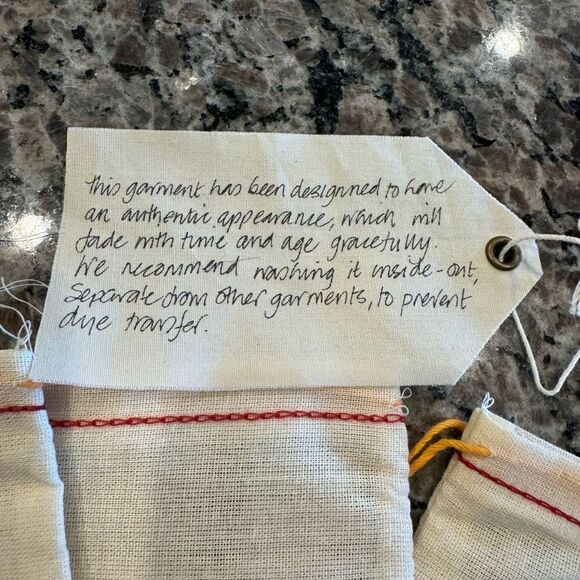 This garment has been designned to have
an authentic appearance, which will
fade with time and age gracefully.
We recommend washing it inside-out,
Separate from other garments, to prevent
dye transfer.